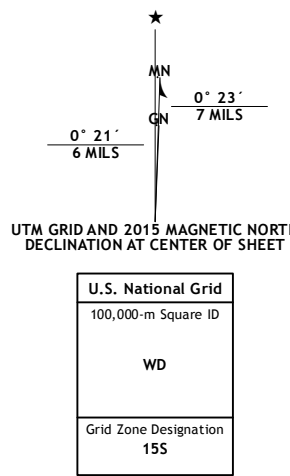 MN
0° 23´
7 MILS
GN
0° 21´
6 MILS
UTM GRID AND 2015 MAGNETIC NORTH
DECLINATION AT CENTER OF SHEET
U.S. National Grid
100,000-m Square ID
WD
Grid Zone Designation
15S